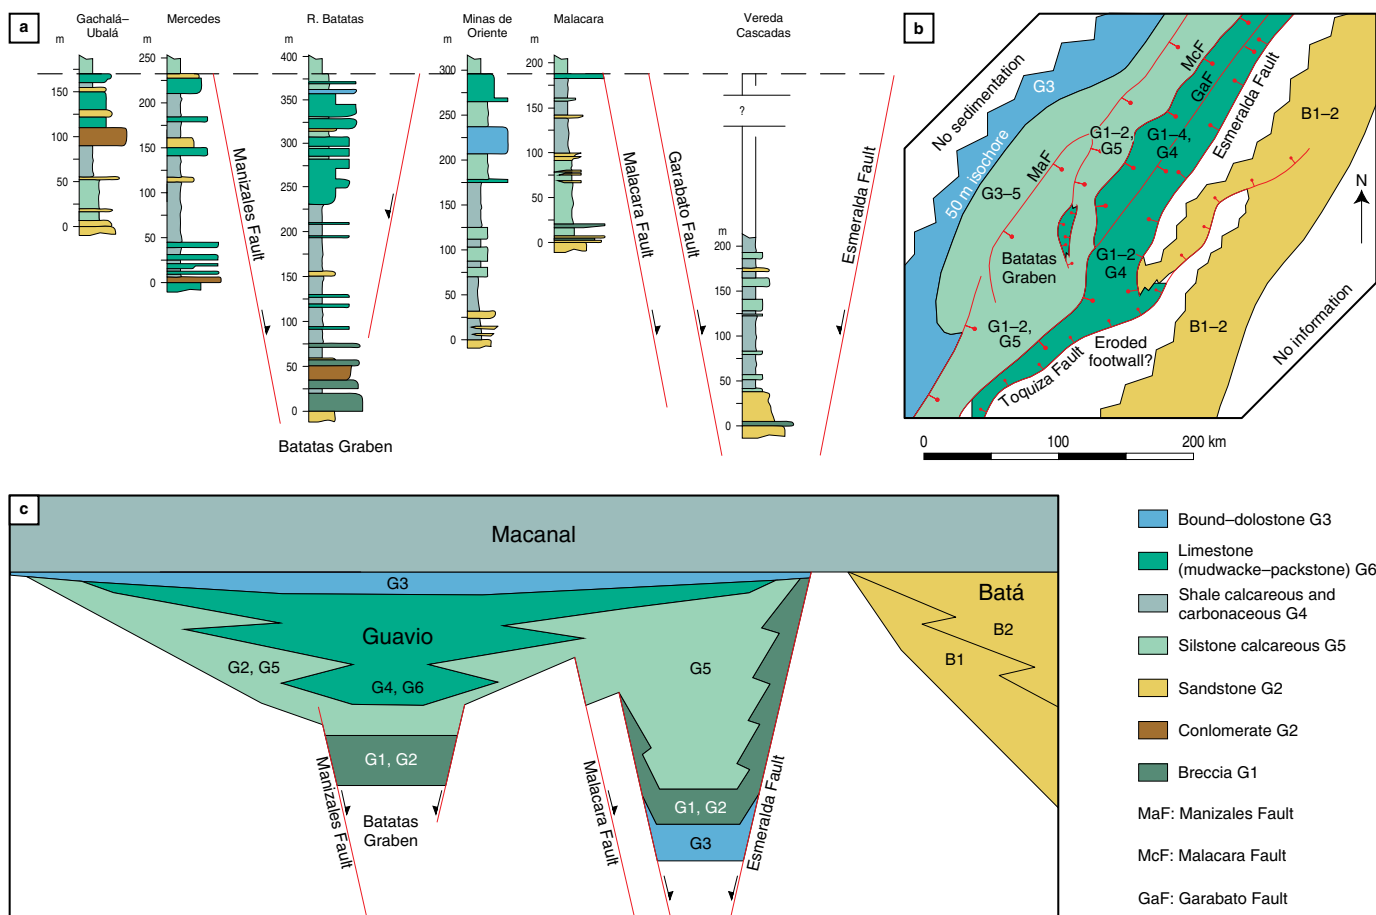 a
Gachalá–
Ubalá
Mercedes
R. Batatas
Minas de
Oriente
Malacara
Vereda
Cascadas
m
150
100
50
0
m
250
200
150
100
50
0
m
400
350
300
230
200
150
100
50
0
m
300
250
200
150
100
50
0
m
200
150
100
50
0
?
m
200
150
100
50
0
Manizales Fault
Malacara Fault
Garabato Fault
Esmeralda Fault
Batatas Graben
b
No sedimentation
G3
50 m isochore
MaF
McF
GaF
Esmeralda Fault
G1–2,
G5
G1–4,
G4
B1–2
G3–5
Batatas
Graben
G1–2
G4
G1–2,
G5
Toquiza Fault
Eroded
footwall?
B1–2
No information
N
0
100
200 km
c
Macanal
G3
Guavio
G2, G5
G4, G6
G5
G1, G2
G1, G2
G3
Batá
B2
B1
Manizales Fault
Batatas
Graben
Malacara Fault
Esmeralda Fault
Bound–dolostone G3
Limestone
(mudwacke–packstone) G6
Shale calcareous and
carbonaceous G4
Silstone calcareous G5
Sandstone G2
Conlomerate G2
Breccia G1
MaF: Manizales Fault
McF: Malacara Fault
GaF: Garabato Fault